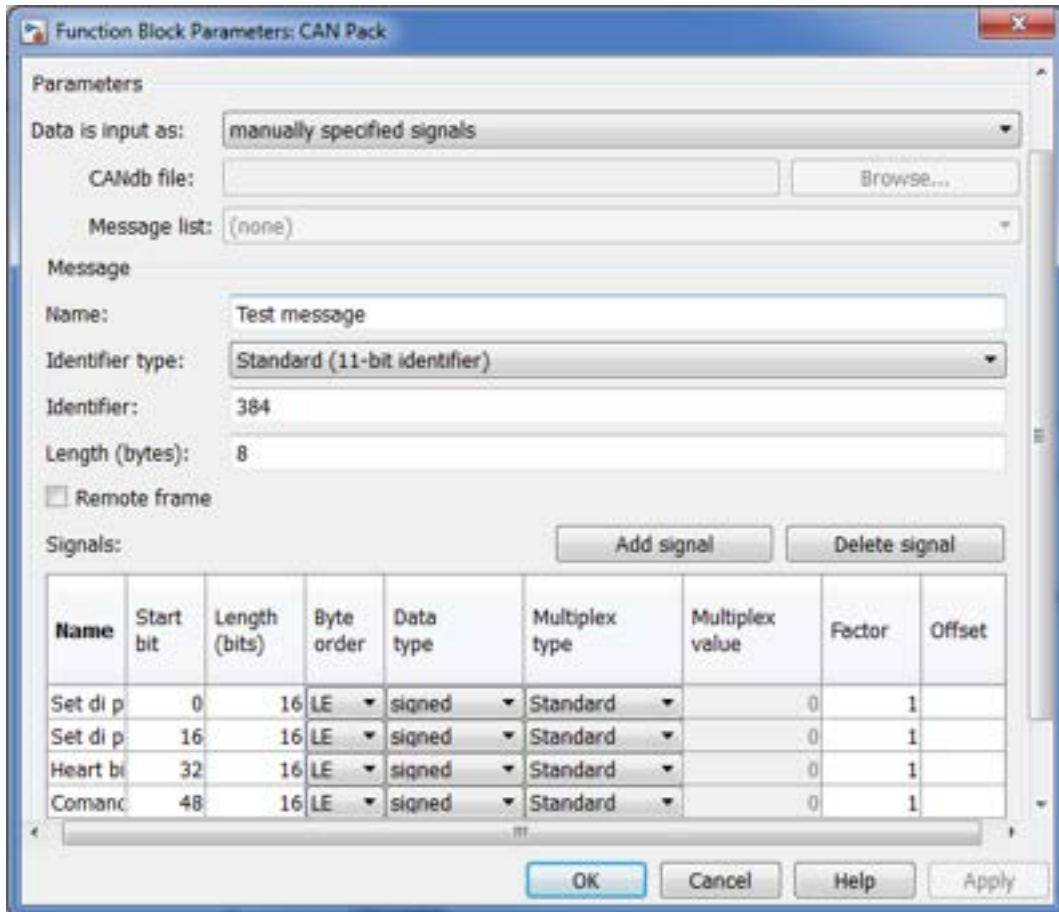 Function Block Parameters: CAN Pack
Parameters
Data is input as: manually specified signals
CANdb file: Browse...
Message list: (none)
Message
Name: Test message
Identifier type: Standard (11-bit identifier)
Identifier: 384
Length (bytes): 8
Remote frame
Signals: Add signal Delete signal
Name Start bit Length (bits) Byte order Data type Multiplex type Multiplex value Factor Offset
Set di p 0 16 LE signed Standard 0 1
Set di p 16 16 LE signed Standard 0 1
Heart bi 32 16 LE signed Standard 0 1
Comand 48 16 LE signed Standard 0 1
OK Cancel Help Apply